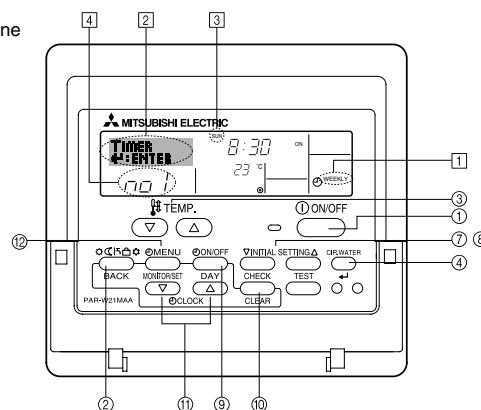 ne
4 2 3
MITSUBISHI ELECTRIC
TIMER SUN 8:30 ON
↵:ENTER 23 °C
no 1 WEEKLY 1
TEMP. ③
ON/OFF ①
⑫ ⑦ ⑧
MENU ON/OFF ▽INITIAL SETTING△ CIR.WATER ④
BACK MONITOR/SET DAY CHECK TEST ↵
PAR-W21MAA CLOCK CLEAR
② ⑪ ⑨ ⑩